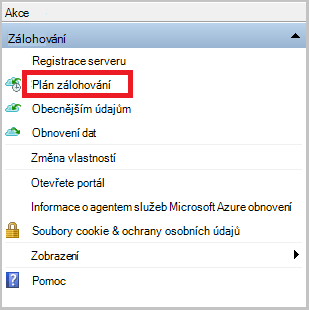 Akce
Zálohování
Registrace serveru
Plán zálohování
Obecnějším údajům
Obnovení dat
Změna vlastností
Otevřete portál
Informace o agentem služeb Microsoft Azure obnovení
Soubory cookie & ochrany osobních údajů
Zobrazení
Pomoc